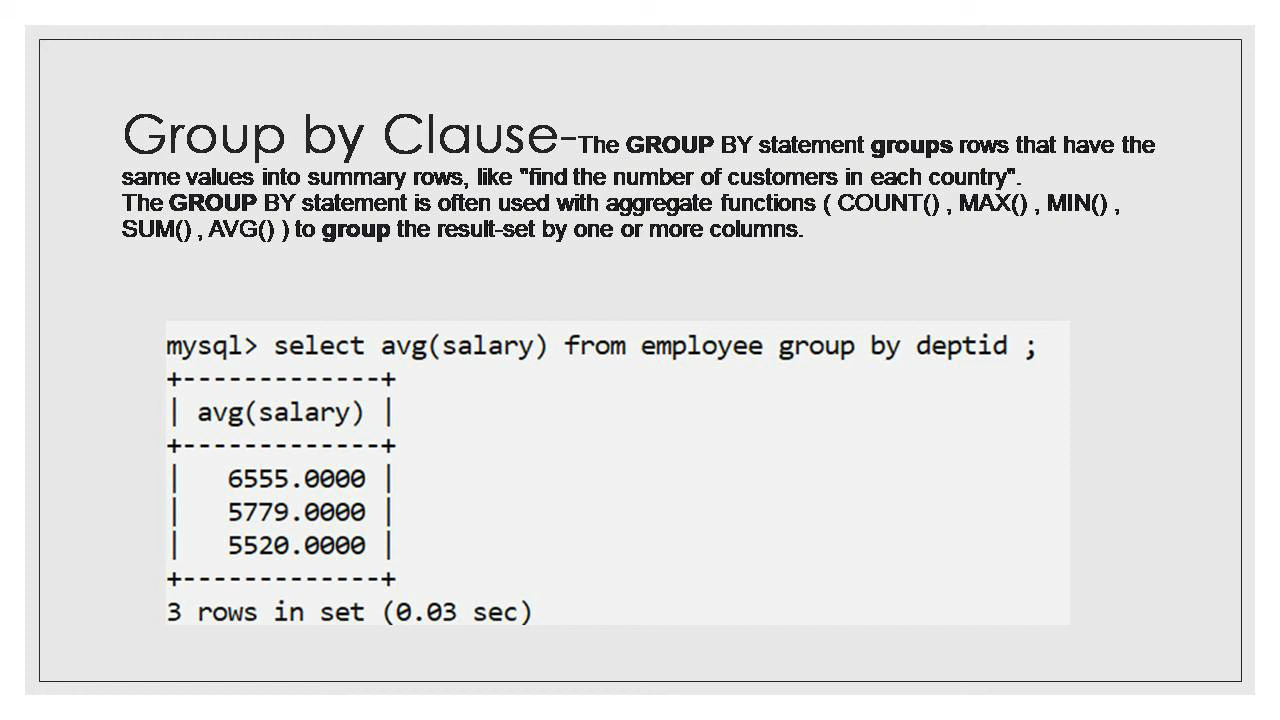 Group by Clause-The GROUP BY statement groups rows that have the
same values into summary rows, like "find the number of customers in each country".
The GROUP BY statement is often used with aggregate functions ( COUNT() , MAX() , MIN() ,
SUM() , AVG() ) to group the result-set by one or more columns.
mysql> select avg(salary) from employee group by deptid ;
+-------------+
| avg(salary) |
+-------------+
|   6555.0000 |
|   5779.0000 |
|   5520.0000 |
+-------------+
3 rows in set (0.03 sec)